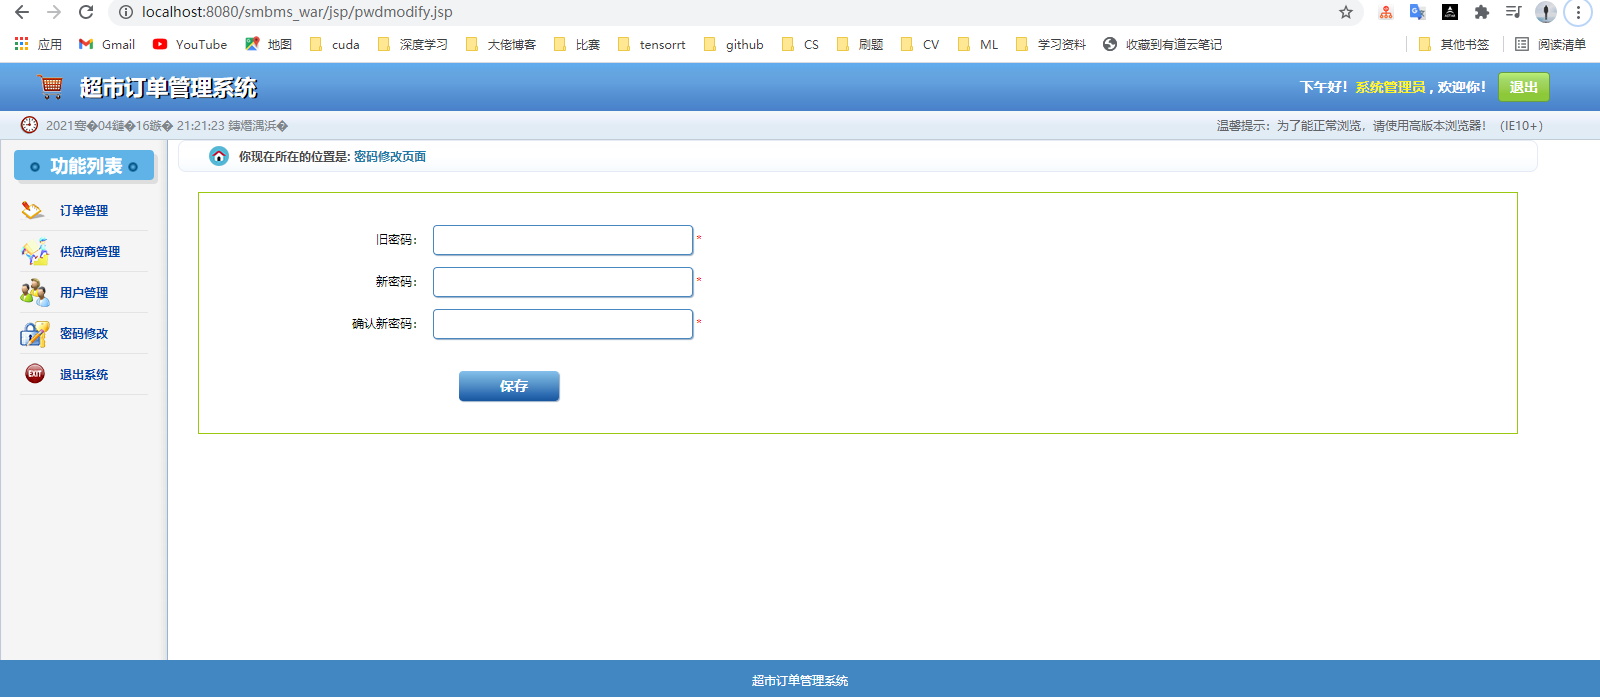 localhost:8080/smbms_war/jsp/pwdmodify.jsp
应用 Gmail YouTube 地图 cuda 深度学习 大佬博客 比赛 tensorrt github CS 刷题 CV ML 学习资料 收藏到有道云笔记 其他书签 阅读清单
超市订单管理系统 下午好！系统管理员，欢迎你！ 退出
2021骞�04鏈�16鏃� 21:21:23 鏄熸湡浜� 温馨提示：为了能正常浏览，请使用高版本浏览器！（IE10+）
功能列表
订单管理
供应商管理
用户管理
密码修改
EXIT 退出系统
你现在所在的位置是: 密码修改页面
旧密码： *
新密码： *
确认新密码： *
保存
超市订单管理系统